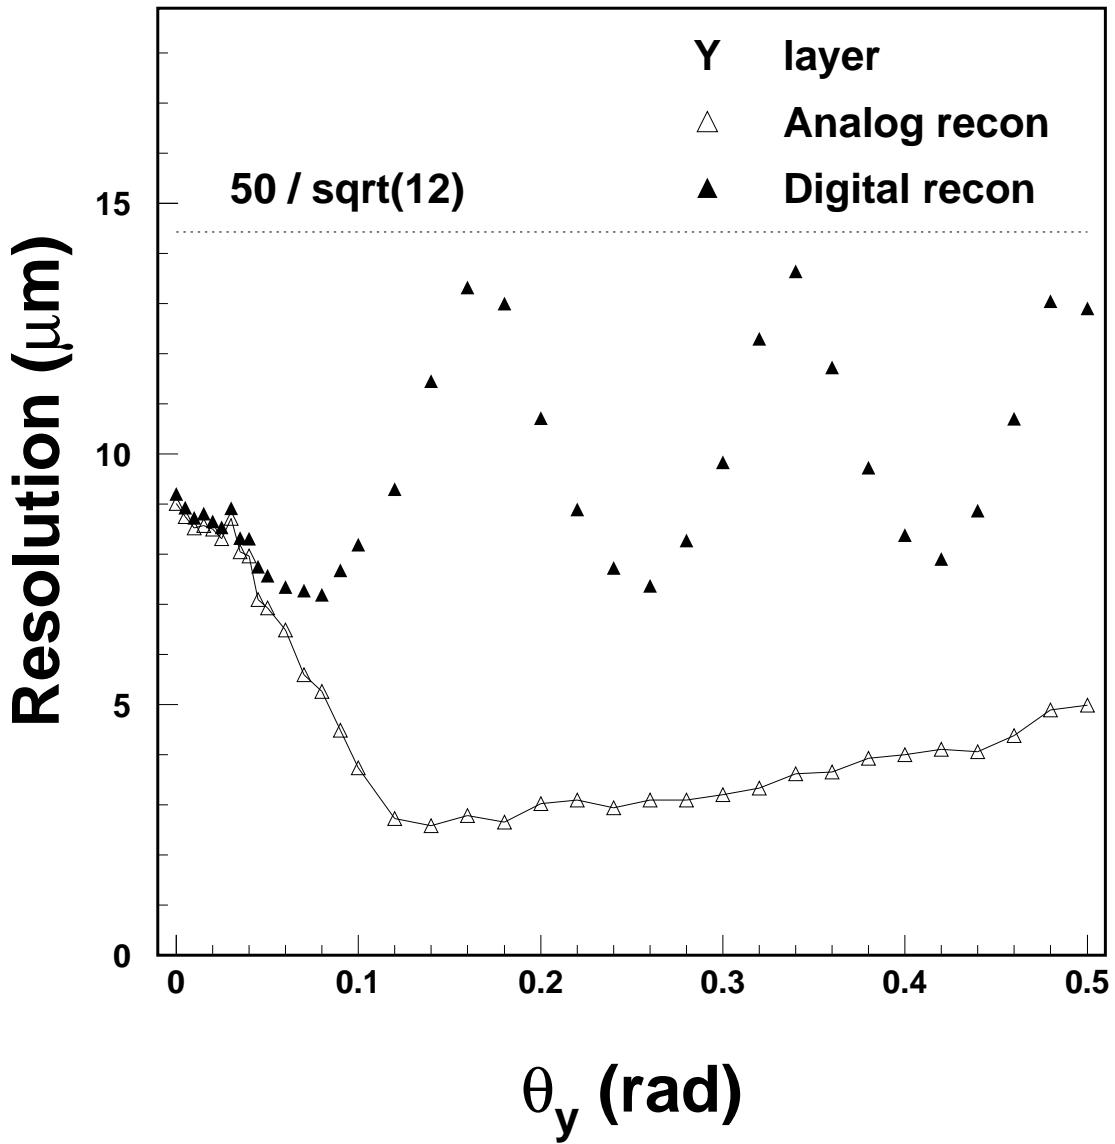 Y layer
Analog recon
Digital recon
50 / sqrt(12)
15
10
5
0
Resolution (μm)
0 0.1 0.2 0.3 0.4 0.5
θy (rad)